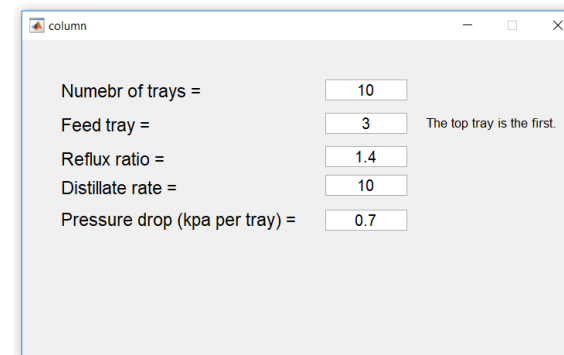 column
Numebr of trays = 10
Feed tray = 3 The top tray is the first.
Reflux ratio = 1.4
Distillate rate = 10
Pressure drop (kpa per tray) = 0.7